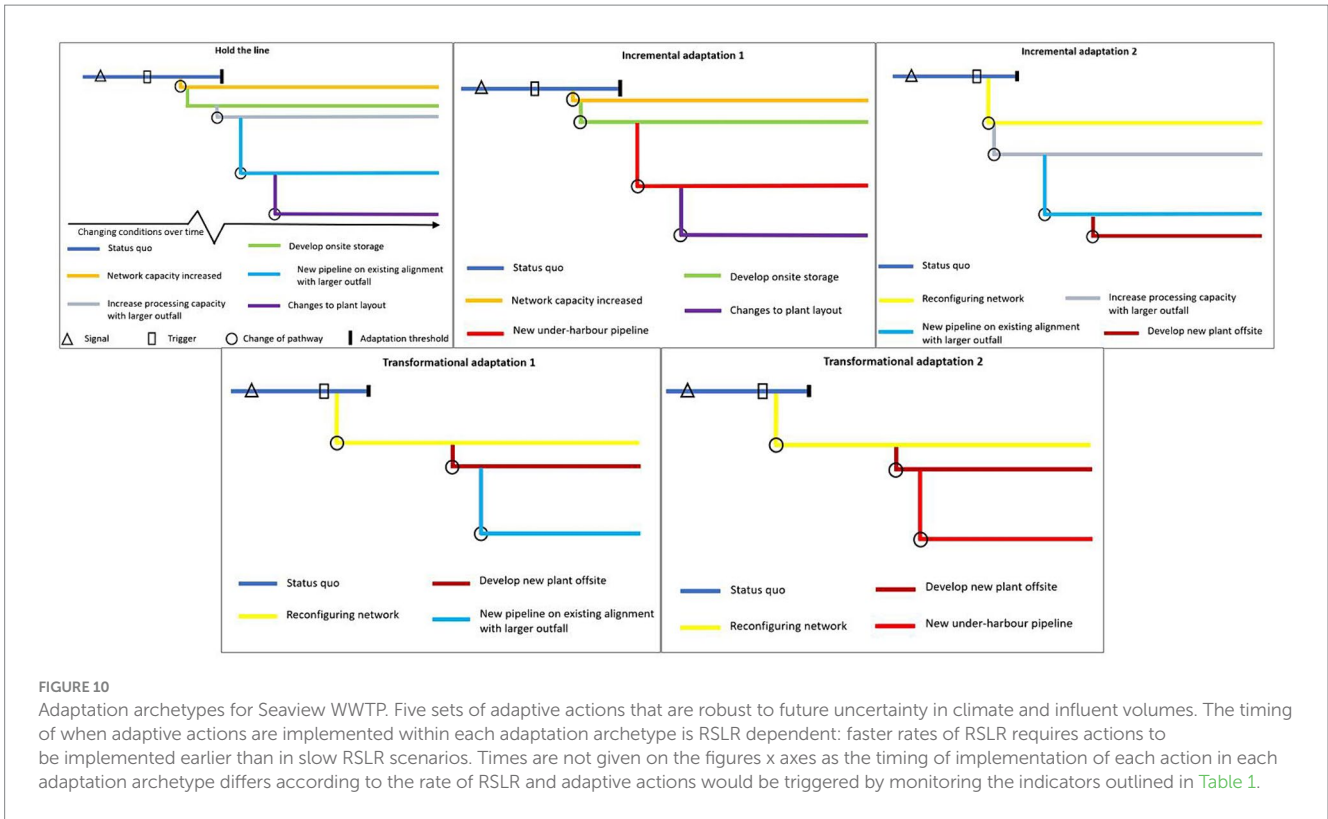 Hold the line
Changing conditions over time
Status quo
Develop onsite storage
Network capacity increased
New pipeline on existing alignment
with larger outfall
Increase processing capacity
with larger outfall
Changes to plant layout
Signal
Trigger
Change of pathway
Adaptation threshold
Incremental adaptation 1
Status quo
Develop onsite storage
Network capacity increased
Changes to plant layout
New under-harbour pipeline
Incremental adaptation 2
Status quo
Reconfiguring network
Increase processing capacity
with larger outfall
New pipeline on existing alignment
with larger outfall
Develop new plant offsite
Transformational adaptation 1
Status quo
Develop new plant offsite
Reconfiguring network
New pipeline on existing alignment
with larger outfall
Transformational adaptation 2
Status quo
Develop new plant offsite
Reconfiguring network
New under-harbour pipeline
FIGURE 10
Adaptation archetypes for Seaview WWTP. Five sets of adaptive actions that are robust to future uncertainty in climate and influent volumes. The timing
of when adaptive actions are implemented within each adaptation archetype is RSLR dependent: faster rates of RSLR requires actions to
be implemented earlier than in slow RSLR scenarios. Times are not given on the figures x axes as the timing of implementation of each action in each
adaptation archetype differs according to the rate of RSLR and adaptive actions would be triggered by monitoring the indicators outlined in Table 1.